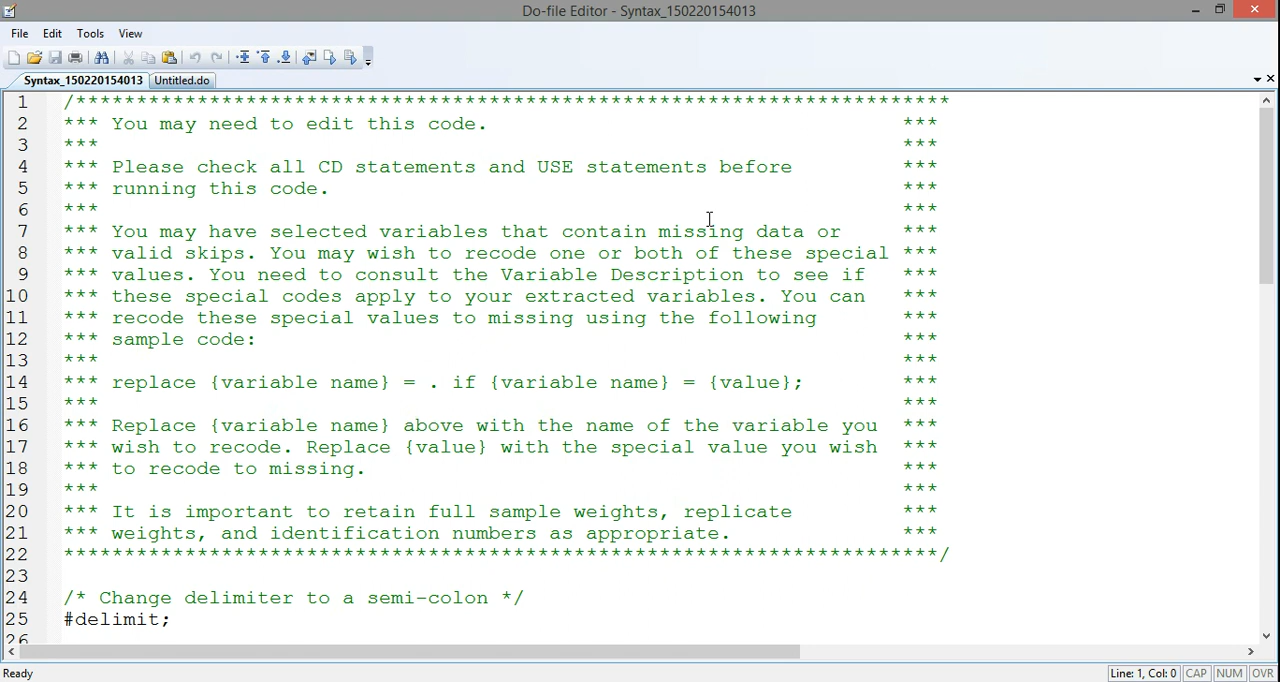 Do-file Editor - Syntax_150220154013
File Edit Tools View
Syntax_150220154013 Untitled.do
1 /************************************************************************
2 *** You may need to edit this code. ***
3 *** ***
4 *** Please check all CD statements and USE statements before ***
5 *** running this code. ***
6 *** ***
7 *** You may have selected variables that contain missing data or ***
8 *** valid skips. You may wish to recode one or both of these special ***
9 *** values. You need to consult the Variable Description to see if ***
10 *** these special codes apply to your extracted variables. You can ***
11 *** recode these special values to missing using the following ***
12 *** sample code: ***
13 *** ***
14 *** replace {variable name} = . if {variable name} = {value}; ***
15 *** ***
16 *** Replace {variable name} above with the name of the variable you ***
17 *** wish to recode. Replace {value} with the special value you wish ***
18 *** to recode to missing. ***
19 *** ***
20 *** It is important to retain full sample weights, replicate ***
21 *** weights, and identification numbers as appropriate. ***
22 ************************************************************************/
23
24 /* Change delimiter to a semi-colon */
25 #delimit;
26
Ready Line: 1, Col: 0 CAP NUM OVR